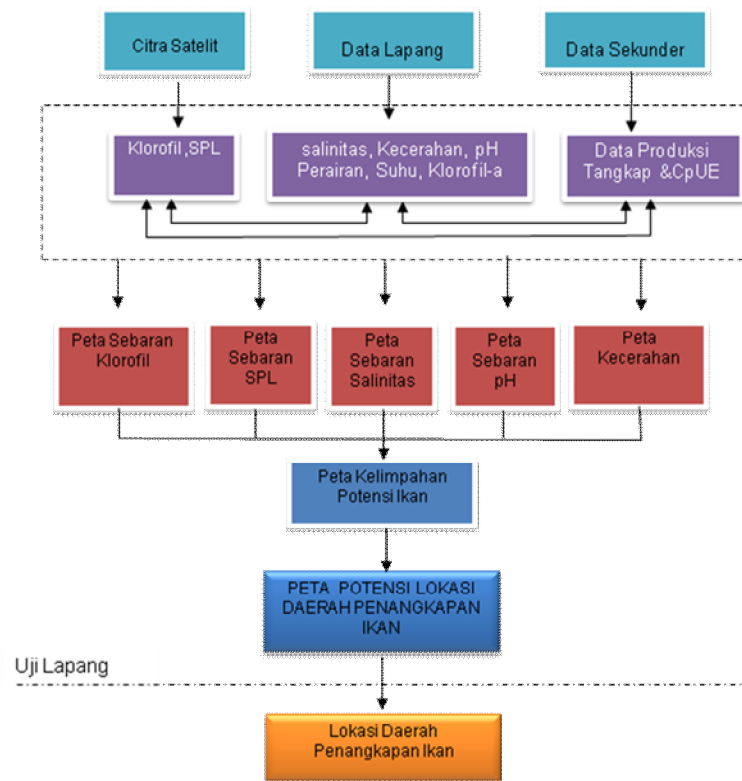 Citra Satelit
Data Lapang
Data Sekunder
Klorofil,SPL
salinitas, Kecerahan, pH
Perairan, Suhu, Klorofil-a
Data Produksi
Tangkap &CpUE
Peta Sebaran
Klorofil
Peta
Sebaran
SPL
Peta
Sebaran
Salinitas
Peta
Sebaran
pH
Peta
Kecerahan
Peta Kelimpahan
Potensi Ikan
PETA POTENSI LOKASI
DAERAH PENANGKAPAN
IKAN
Uji Lapang
Lokasi Daerah
Penangkapan Ikan